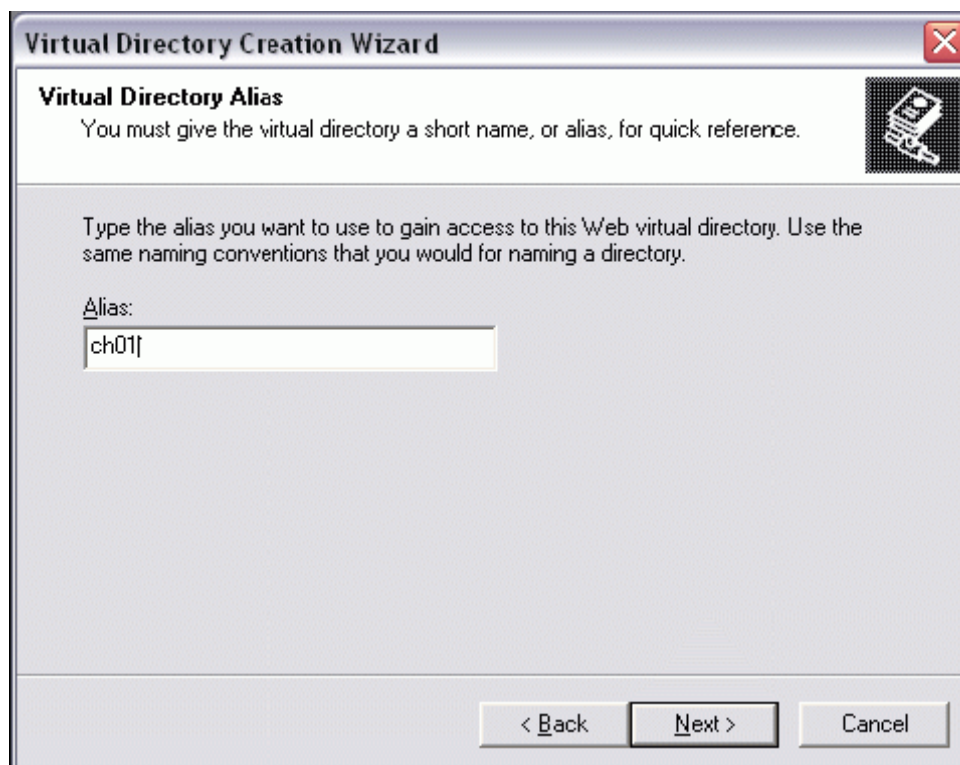 Virtual Directory Creation Wizard
Virtual Directory Alias
You must give the virtual directory a short name, or alias, for quick reference.
Type the alias you want to use to gain access to this Web virtual directory. Use the
same naming conventions that you would for naming a directory.
Alias:
ch01
< Back
Next >
Cancel